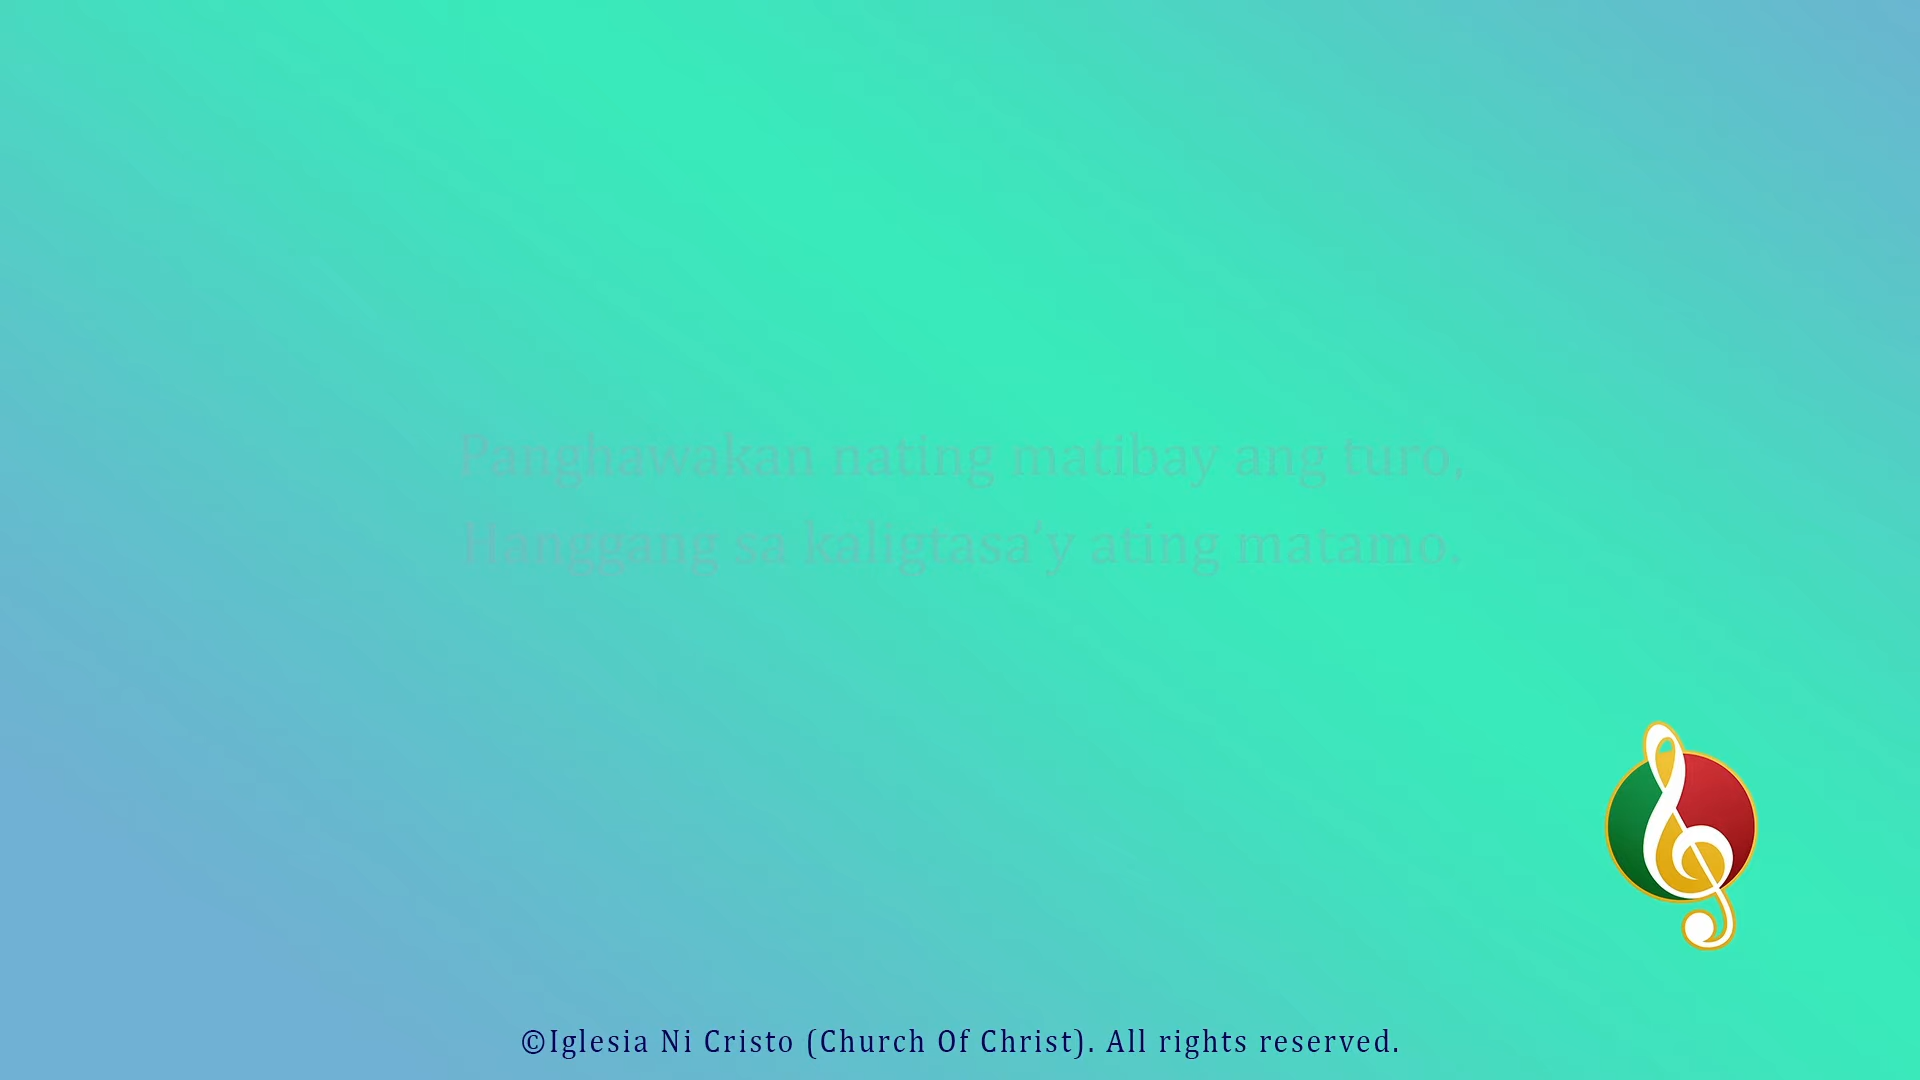 Panghawakan nating matibay ang turo,
Hanggang sa kaligtasa'y ating matamo.
©Iglesia Ni Cristo (Church Of Christ). All rights reserved.